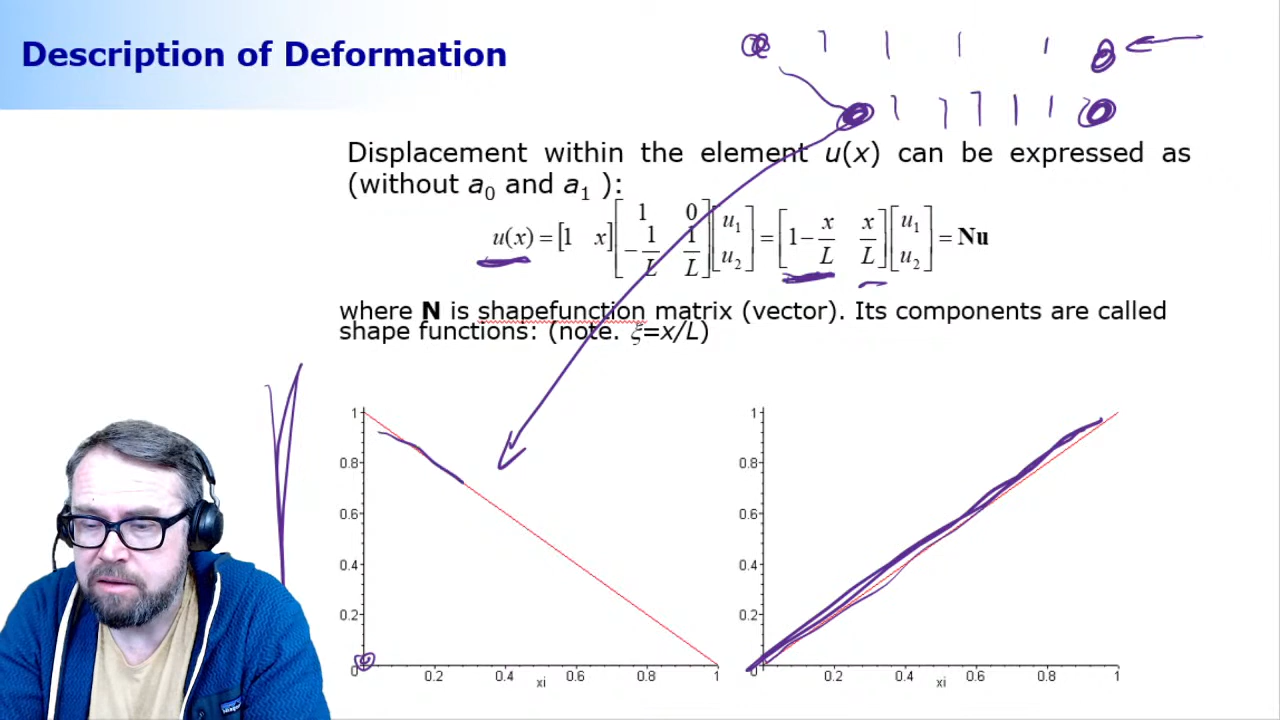 Description of Deformation
Displacement within the element u(x) can be expressed as
(without a₀ and a₁ ):
u(x) = [1 x] [1 0; -1/L 1/L] [u₁; u₂] = [1 - x/L x/L] [u₁; u₂] = Nu
where N is shapefunction matrix (vector). Its components are called
shape functions: (note. ξ=x/L)
1
0.8
0.6
0.4
0.2
0
0.2 0.4 0.6 0.8 1
xi
1
0.8
0.6
0.4
0.2
0
0.2 0.4 0.6 0.8 1
xi